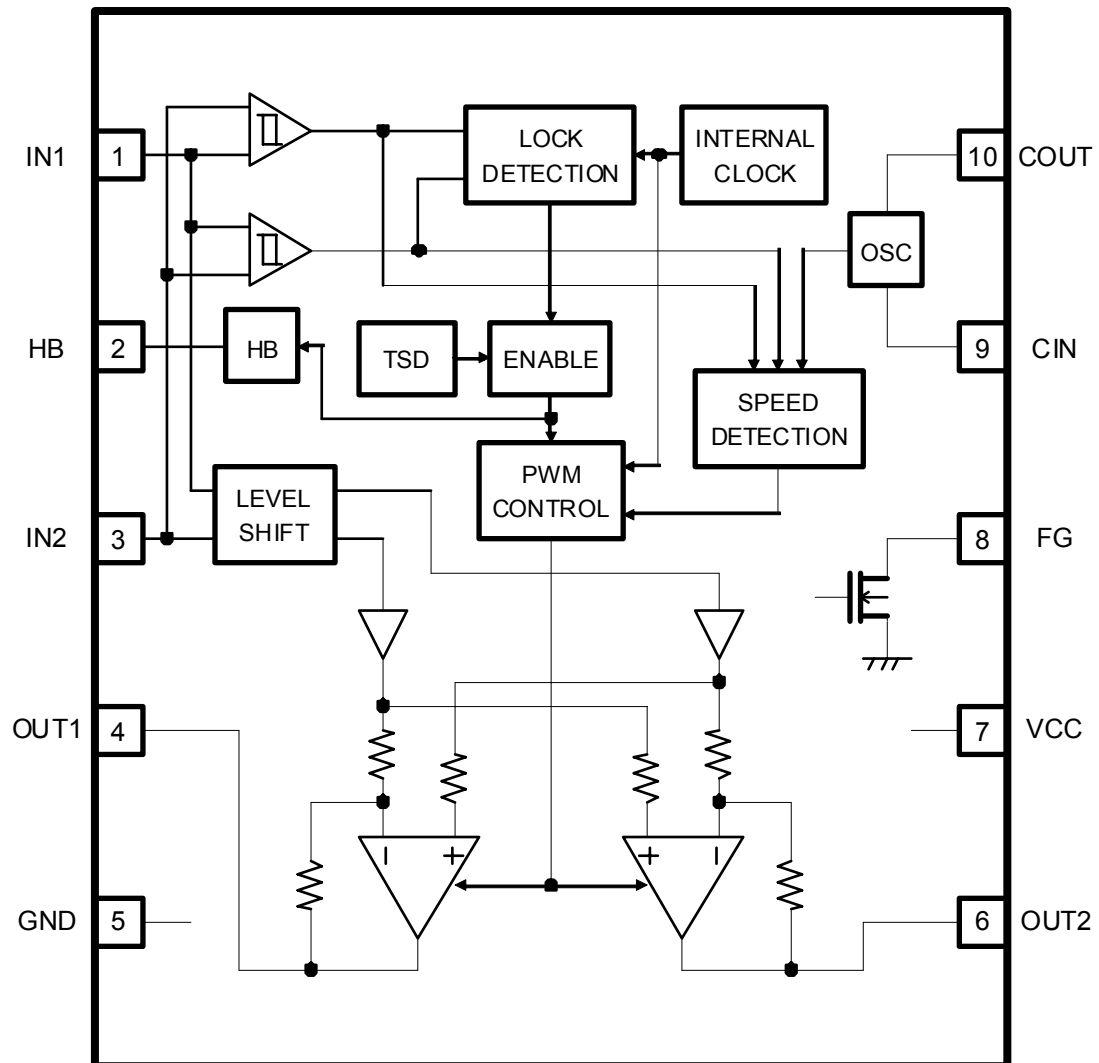 IN1
1
LOCK
DETECTION
INTERNAL
CLOCK
10
COUT
OSC
HB
2
HB
TSD
ENABLE
9
CIN
SPEED
DETECTION
PWM
CONTROL
LEVEL
SHIFT
IN2
3
8
FG
OUT1
4
7
VCC
− +
+ −
GND
5
6
OUT2